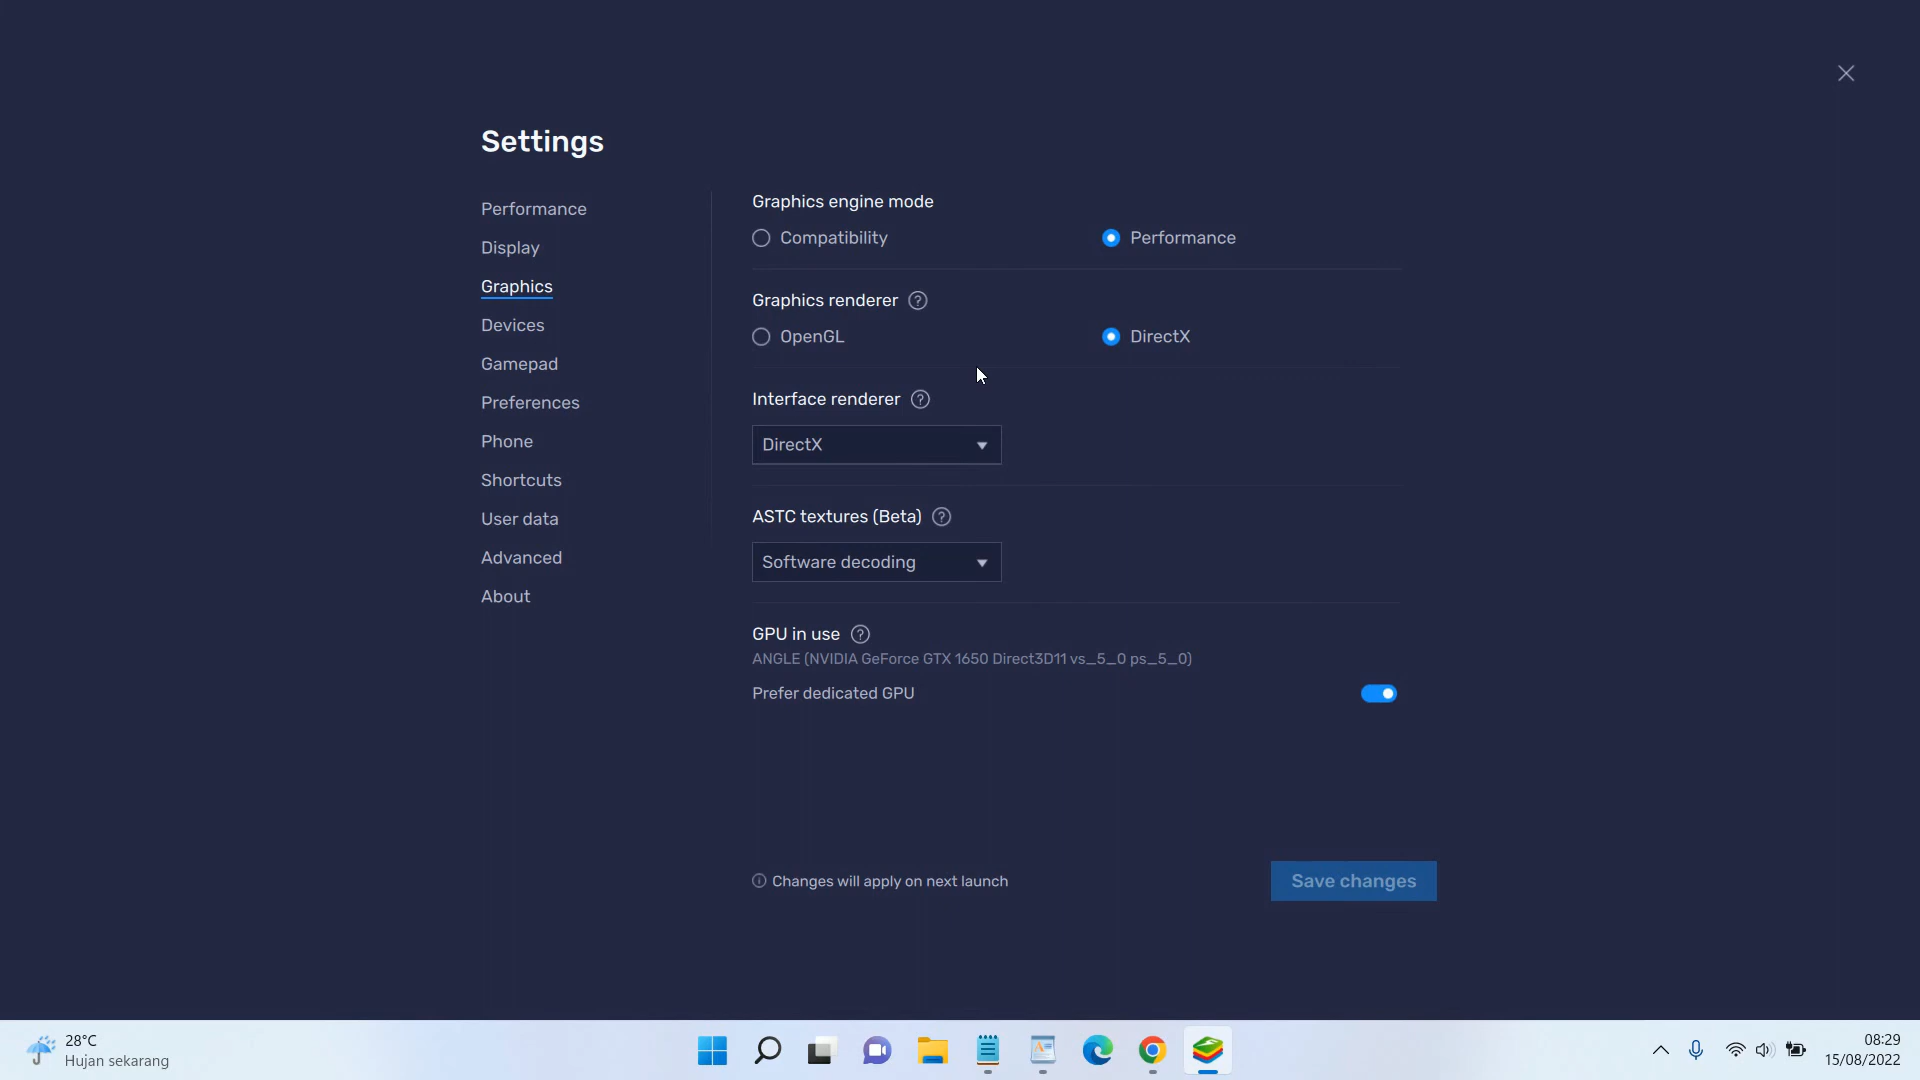 Settings
Performance
Display
Graphics
Devices
Gamepad
Preferences
Phone
Shortcuts
User data
Advanced
About
Graphics engine mode
Compatibility
Performance
Graphics renderer ?
OpenGL
DirectX
Interface renderer ?
DirectX
ASTC textures (Beta) ?
Software decoding
GPU in use ?
ANGLE (NVIDIA GeForce GTX 1650 Direct3D11 vs_5_0 ps_5_0)
Prefer dedicated GPU
Changes will apply on next launch
Save changes
28°C
Hujan sekarang
08:29
15/08/2022